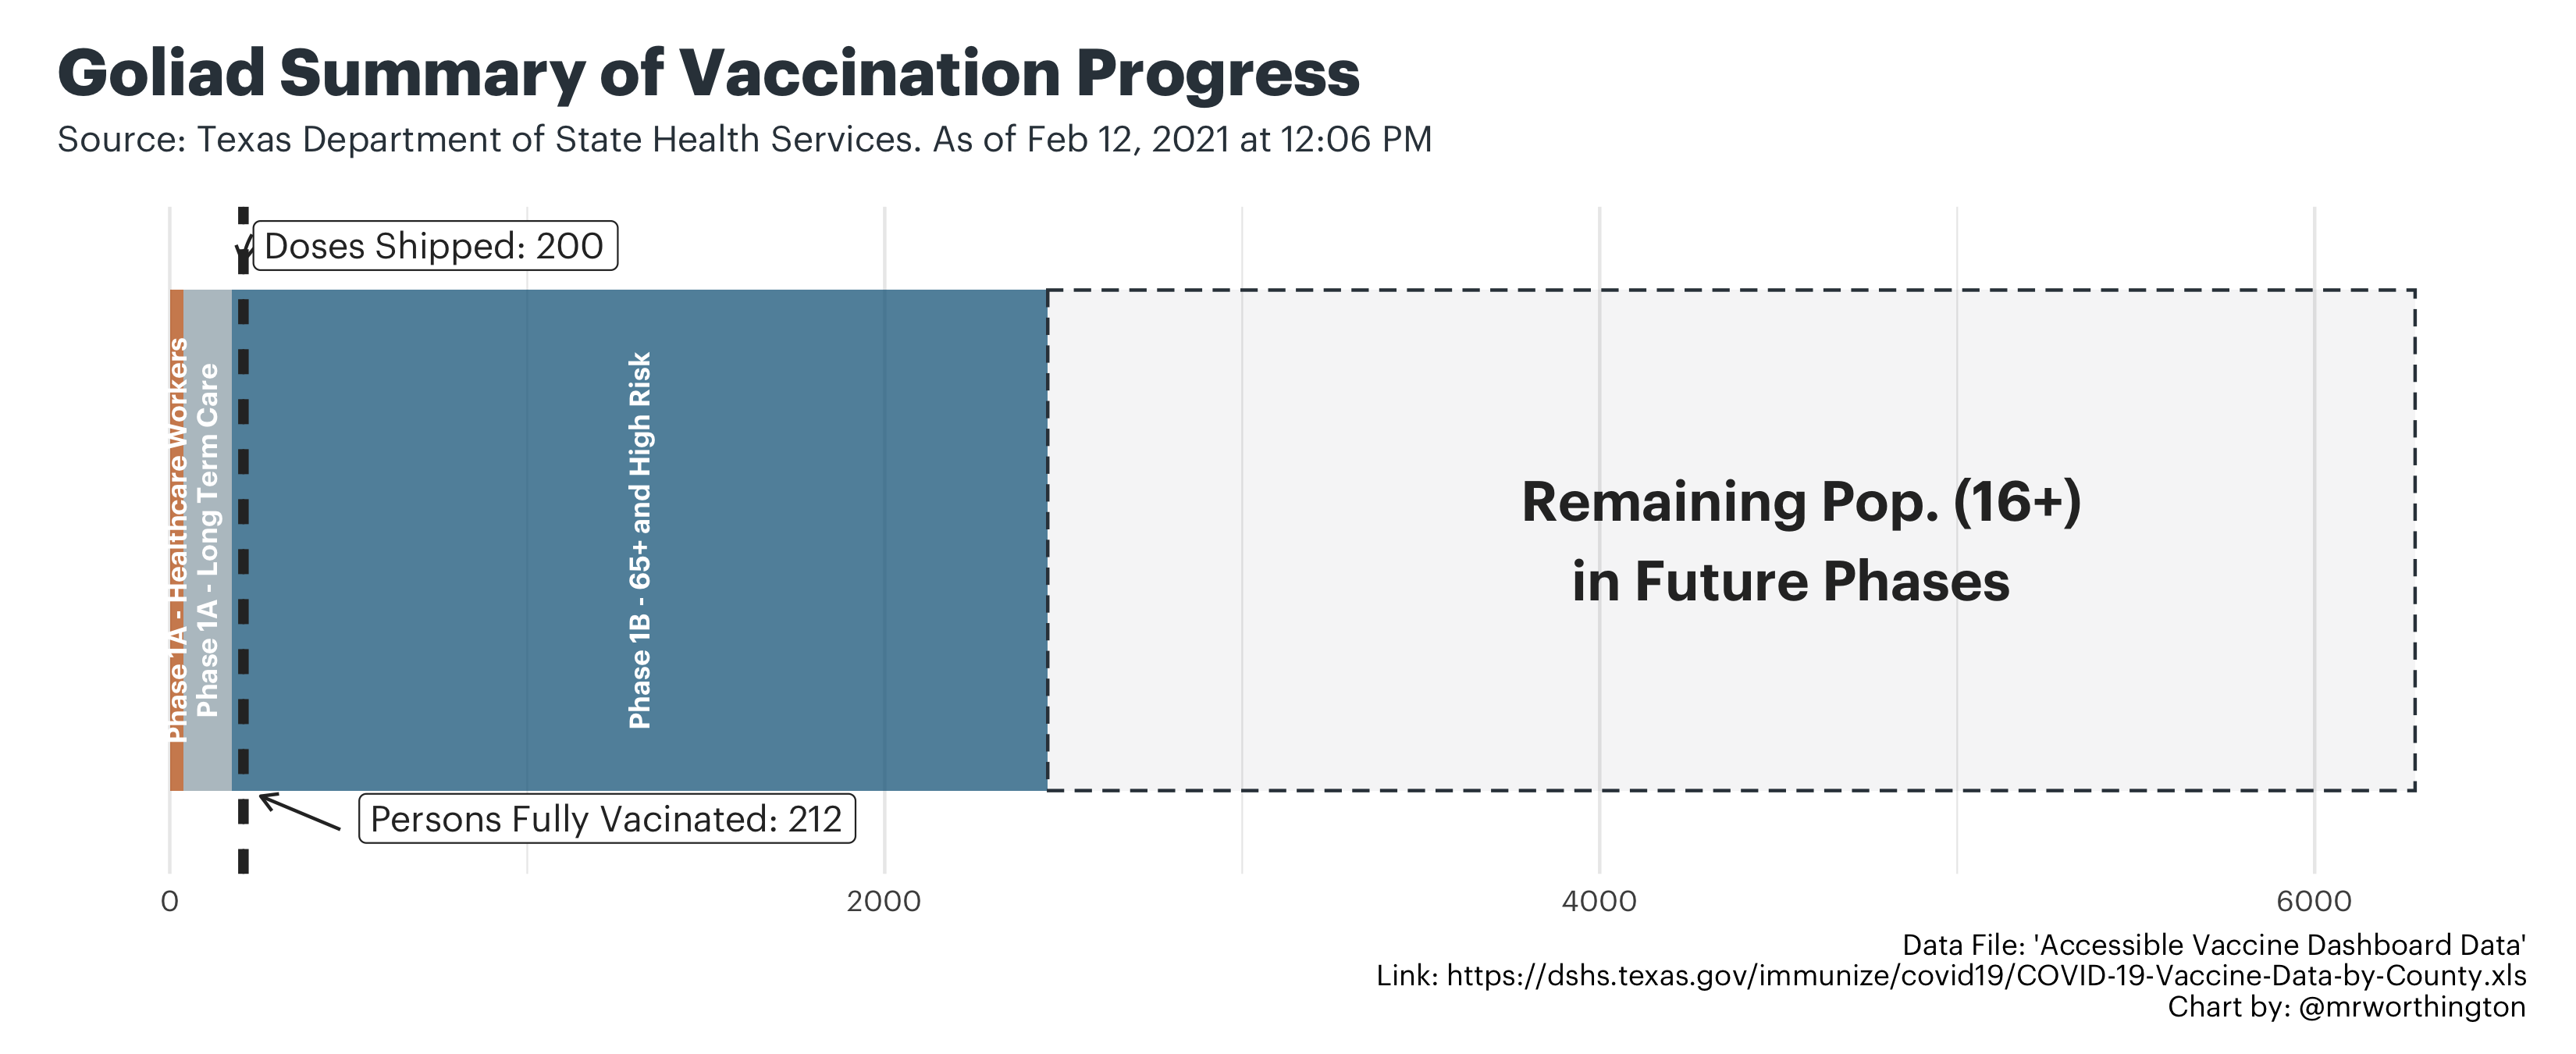 Goliad Summary of Vaccination Progress
Source: Texas Department of State Health Services. As of Feb 12, 2021 at 12:06 PM
Doses Shipped: 200
Phase 1A - Healthcare Workers
Phase 1A - Long Term Care
Phase 1B - 65+ and High Risk
Remaining Pop. (16+)
in Future Phases
Persons Fully Vacinated: 212
0
2000
4000
6000
Data File: 'Accessible Vaccine Dashboard Data'
Link: https://dshs.texas.gov/immunize/covid19/COVID-19-Vaccine-Data-by-County.xls
Chart by: @mrworthington